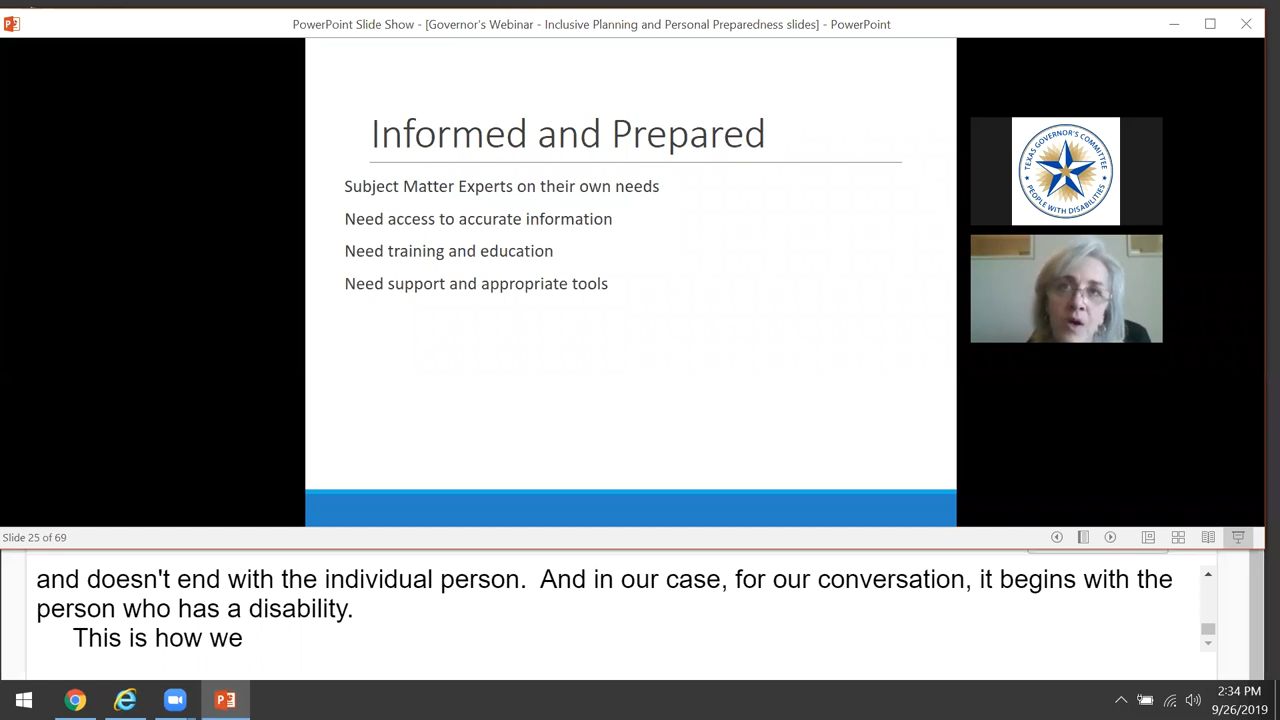 PowerPoint Slide Show - [Governor's Webinar - Inclusive Planning and Personal Preparedness slides] - PowerPoint
Informed and Prepared
Subject Matter Experts on their own needs
Need access to accurate information
Need training and education
Need support and appropriate tools
TEXAS GOVERNOR'S COMMITTEE
PEOPLE WITH DISABILITIES
Slide 25 of 69
and doesn't end with the individual person.  And in our case, for our conversation, it begins with the
person who has a disability.
This is how we
2:34 PM
9/26/2019